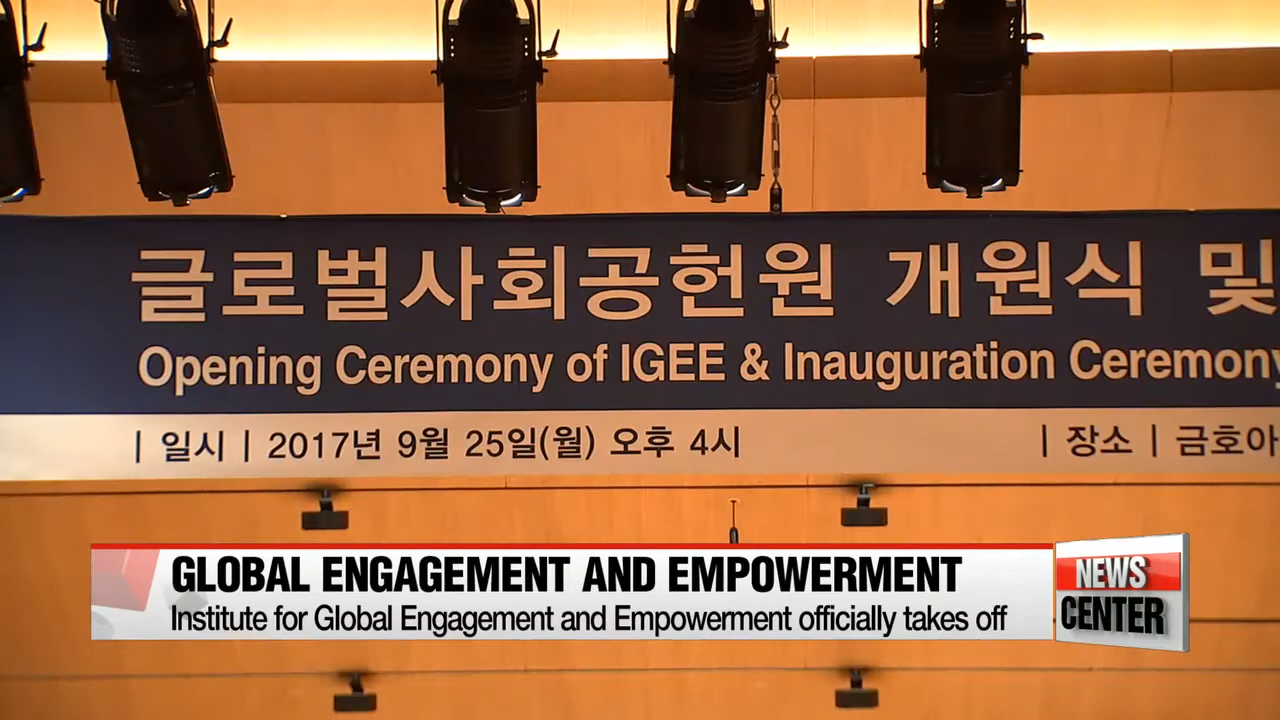 글로벌사회공헌원 개원식 및
Opening Ceremony of IGEE & Inauguration Ceremony
| 일시 | 2017년 9월 25일(월) 오후 4시
| 장소 | 금호아
GLOBAL ENGAGEMENT AND EMPOWERMENT
Institute for Global Engagement and Empowerment officially takes off
NEWS
CENTER